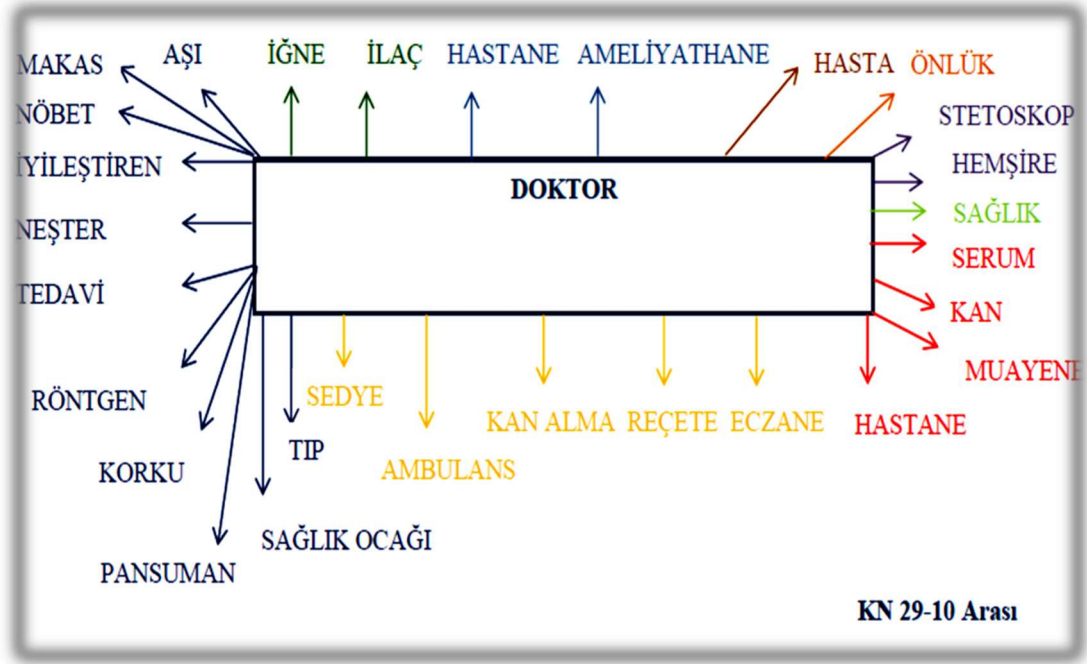 MAKAS
AŞI
İĞNE
İLAÇ
HASTANE
AMELİYATHANE
HASTA
ÖNLÜK
NÖBET
STETOSKOP
İYİLEŞTİREN
HEMŞİRE
DOKTOR
SAĞLIK
NEŞTER
SERUM
TEDAVİ
KAN
MUAYENE
RÖNTGEN
SEDYE
KAN ALMA
REÇETE
ECZANE
HASTANE
KORKU
TIP
AMBULANS
SAĞLIK OCAĞI
PANSUMAN
KN 29-10 Arası